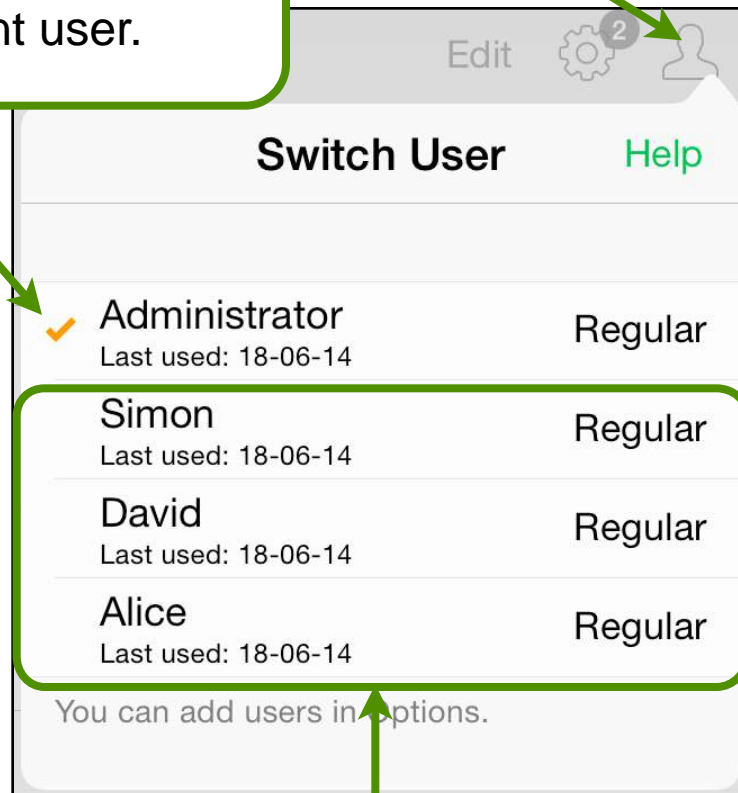 nt user.
Edit 2
Switch User Help
Administrator Regular
Last used: 18-06-14
Simon Regular
Last used: 18-06-14
David Regular
Last used: 18-06-14
Alice Regular
Last used: 18-06-14
You can add users in Options.